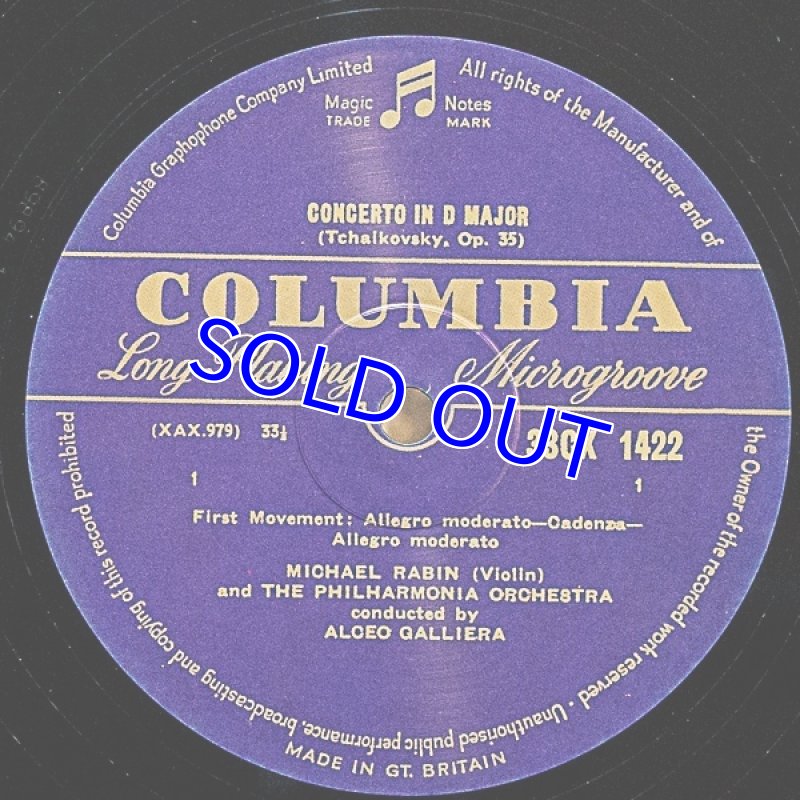 Columbia Graphophone Company Limited
All rights of the Manufacturer and of
the Owner of the recorded work reserved · Unauthorised public performance, broadcasting and copying of this record prohibited
Magic Notes
TRADE MARK
CONCERTO IN D MAJOR
(Tchaikovsky, Op. 35)
COLUMBIA
Long Playing Microgroove
SOLD OUT
(XAX.979) 33⅓ 33CX 1422
1 1
First Movement: Allegro moderato—Cadenza—
Allegro moderato
MICHAEL RABIN (Violin)
and THE PHILHARMONIA ORCHESTRA
conducted by
ALCEO GALLIERA
MADE IN GT. BRITAIN